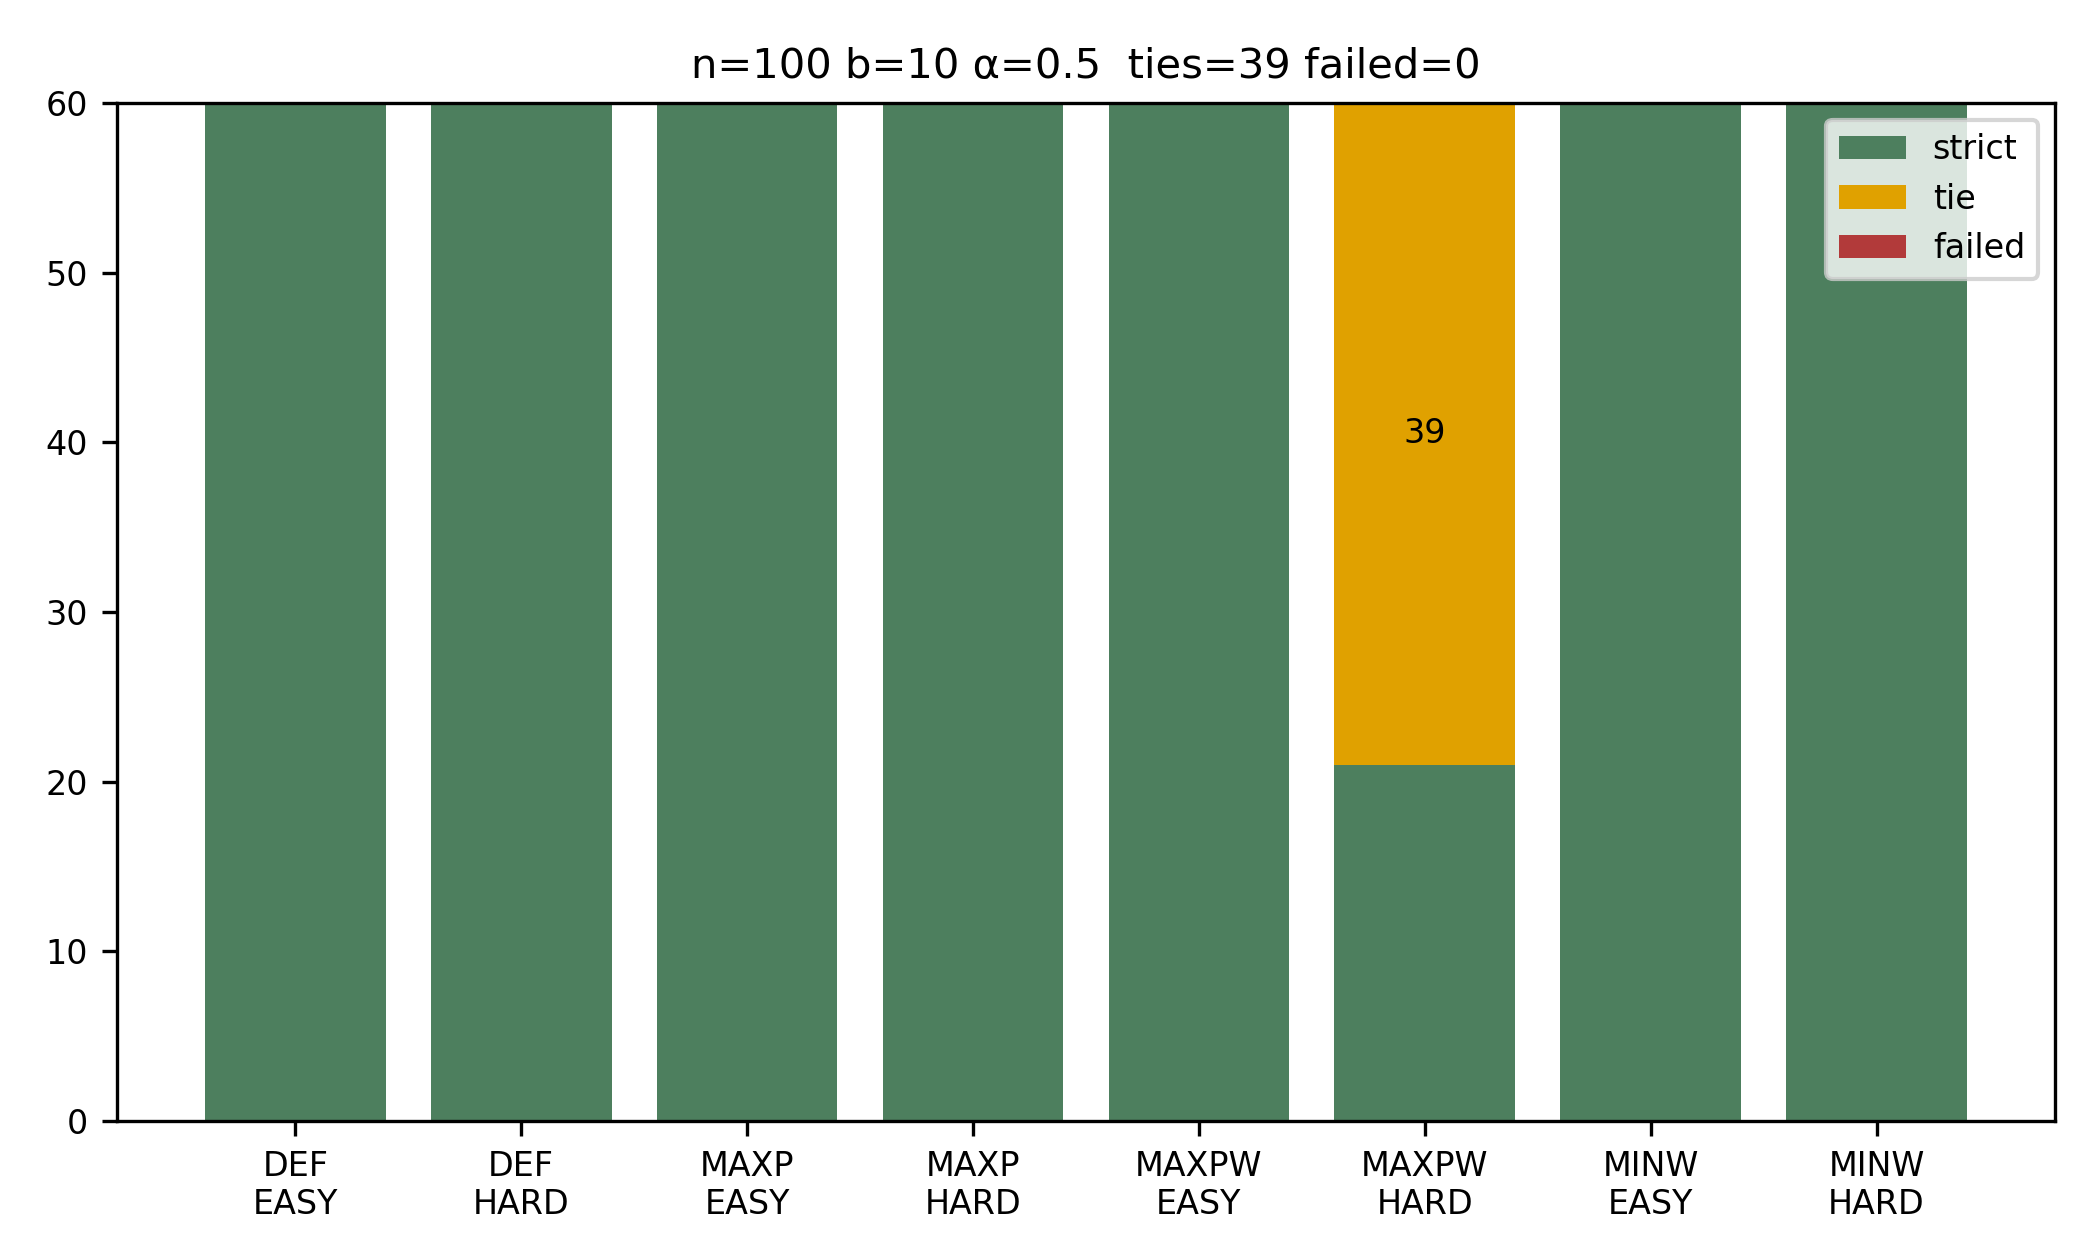 n=100 b=10 α=0.5  ties=39 failed=0
60
50
40
30
20
10
0
strict
tie
failed
39
DEF
EASY
DEF
HARD
MAXP
EASY
MAXP
HARD
MAXPW
EASY
MAXPW
HARD
MINW
EASY
MINW
HARD